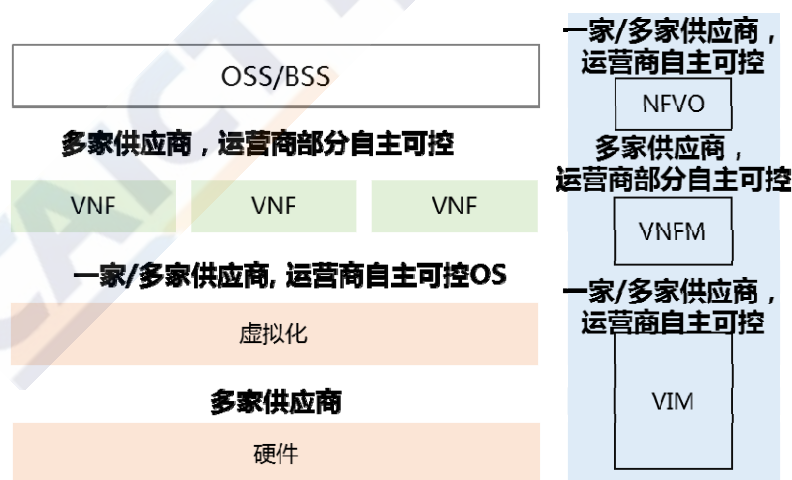 OSS/BSS
多家供应商，运营商部分自主可控
VNF
VNF
VNF
一家/多家供应商, 运营商自主可控OS
虚拟化
多家供应商
硬件
一家/多家供应商，
运营商自主可控
NFVO
多家供应商，
运营商部分自主可控
VNFM
一家/多家供应商，
运营商自主可控
VIM
CAICT